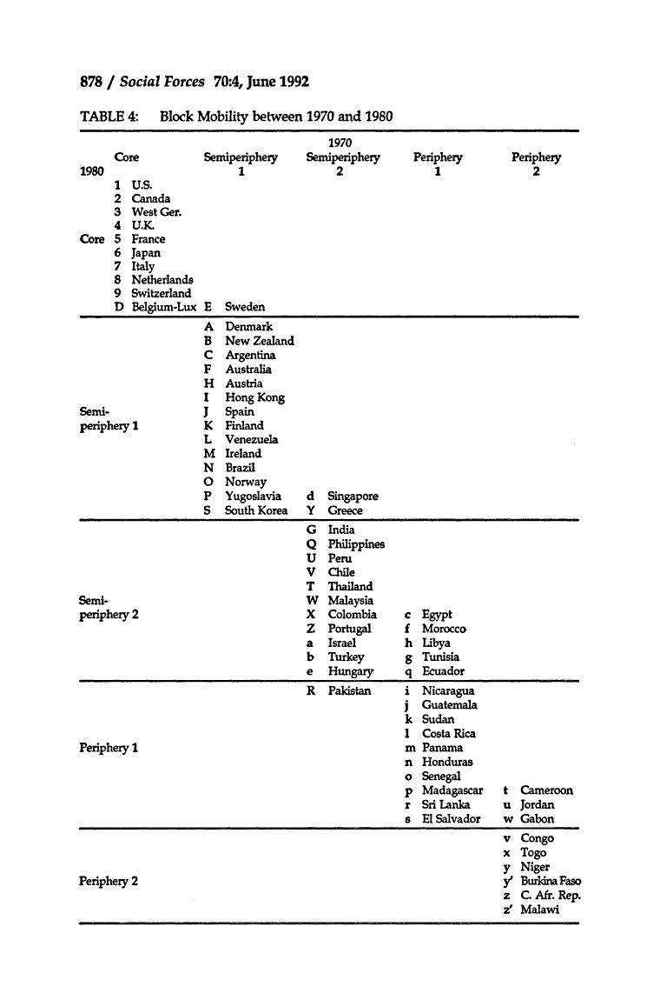 878 / Social Forces 70:4, June 1992
TABLE 4: Block Mobility between 1970 and 1980
1970
Core Semiperiphery Semiperiphery Periphery Periphery
1980 1 2 1 2
1 U.S.
2 Canada
3 West Ger.
4 U.K.
Core 5 France
6 Japan
7 Italy
8 Netherlands
9 Switzerland
D Belgium-Lux E Sweden
A Denmark
B New Zealand
C Argentina
F Australia
H Austria
I Hong Kong
Semi- J Spain
periphery 1 K Finland
L Venezuela
M Ireland
N Brazil
O Norway
P Yugoslavia d Singapore
S South Korea Y Greece
G India
Q Philippines
U Peru
V Chile
T Thailand
Semi- W Malaysia
periphery 2 X Colombia c Egypt
Z Portugal f Morocco
a Israel h Libya
b Turkey g Tunisia
e Hungary q Ecuador
R Pakistan i Nicaragua
j Guatemala
k Sudan
l Costa Rica
Periphery 1 m Panama
n Honduras
o Senegal
p Madagascar t Cameroon
r Sri Lanka u Jordan
s El Salvador w Gabon
v Congo
x Togo
y Niger
Periphery 2 y' Burkina Faso
z C. Afr. Rep.
z' Malawi